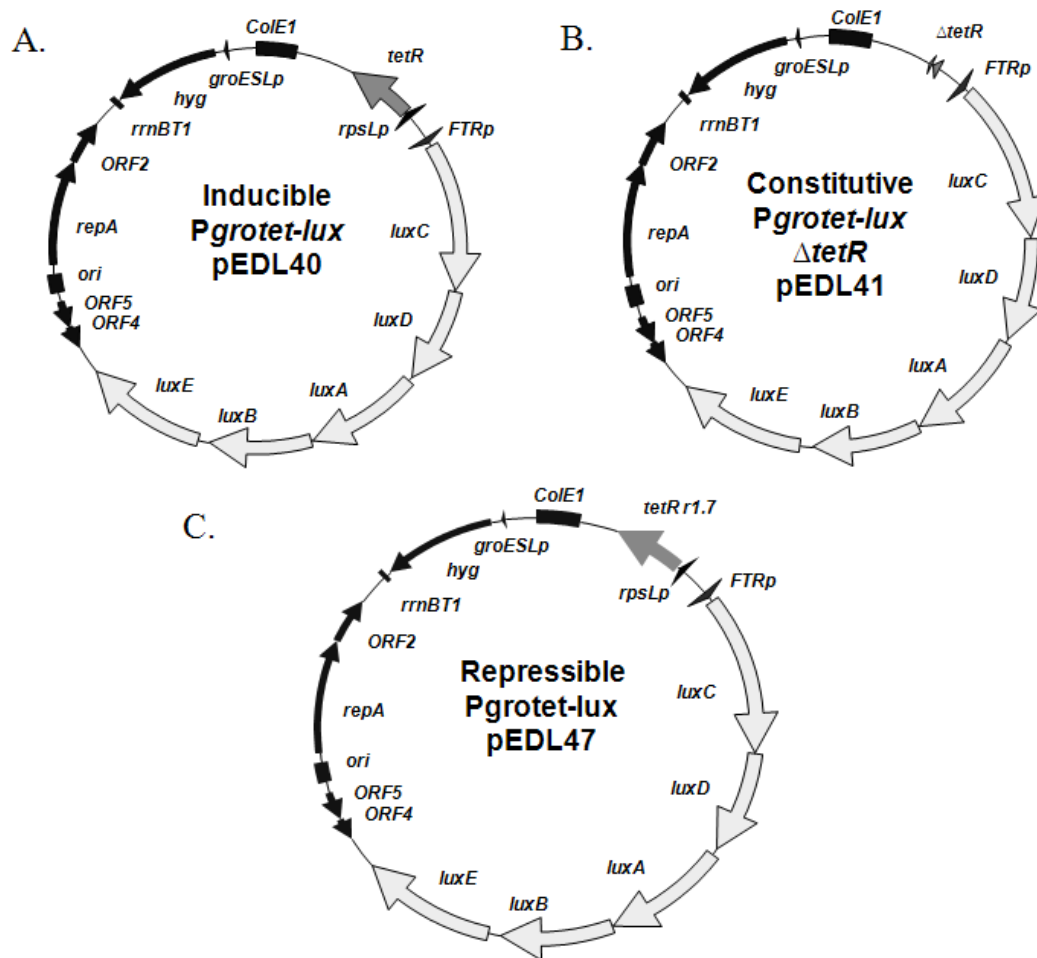 A.
ColE1
tetR
groESLp
hyg
rpsLp
FTRp
rrnBT1
ORF2
Inducible
Pgrotet-lux
pEDL40
luxC
repA
ori
ORF5
ORF4
luxD
luxE
luxA
luxB
B.
ColE1
ΔtetR
groESLp
FTRp
hyg
rrnBT1
ORF2
Constitutive
Pgrotet-lux
ΔtetR
pEDL41
luxC
repA
luxD
ori
ORF5
ORF4
luxA
luxE
luxB
C.
ColE1
tetR r1.7
groESLp
hyg
rpsLp
FTRp
rrnBT1
ORF2
Repressible
Pgrotet-lux
pEDL47
luxC
repA
ori
luxD
ORF5
ORF4
luxA
luxE
luxB